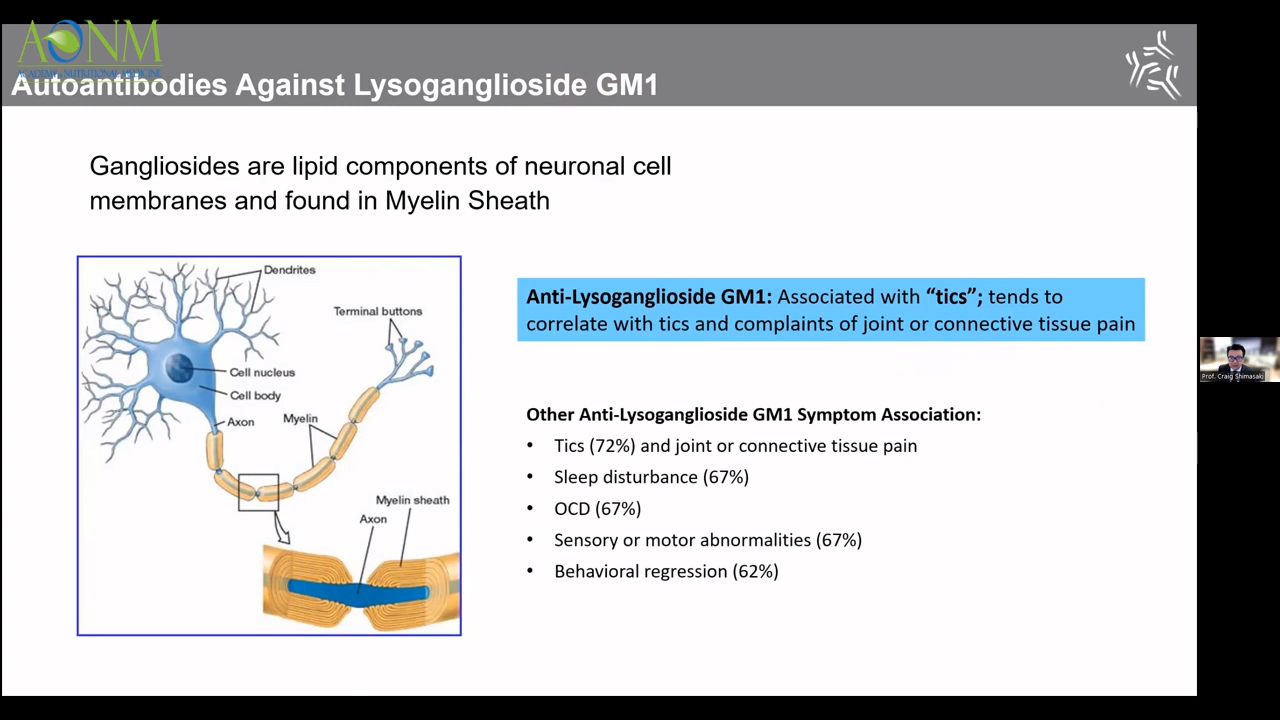 AONM
ACADEMY of NUTRITIONAL MEDICINE
Autoantibodies Against Lysoganglioside GM1
Gangliosides are lipid components of neuronal cell
membranes and found in Myelin Sheath
Dendrites
Terminal buttons
Cell nucleus
Cell body
Axon
Myelin
Myelin sheath
Axon
Anti-Lysoganglioside GM1: Associated with “tics”; tends to
correlate with tics and complaints of joint or connective tissue pain
Other Anti-Lysoganglioside GM1 Symptom Association:
• Tics (72%) and joint or connective tissue pain
• Sleep disturbance (67%)
• OCD (67%)
• Sensory or motor abnormalities (67%)
• Behavioral regression (62%)
Prof. Craig Shimasaki